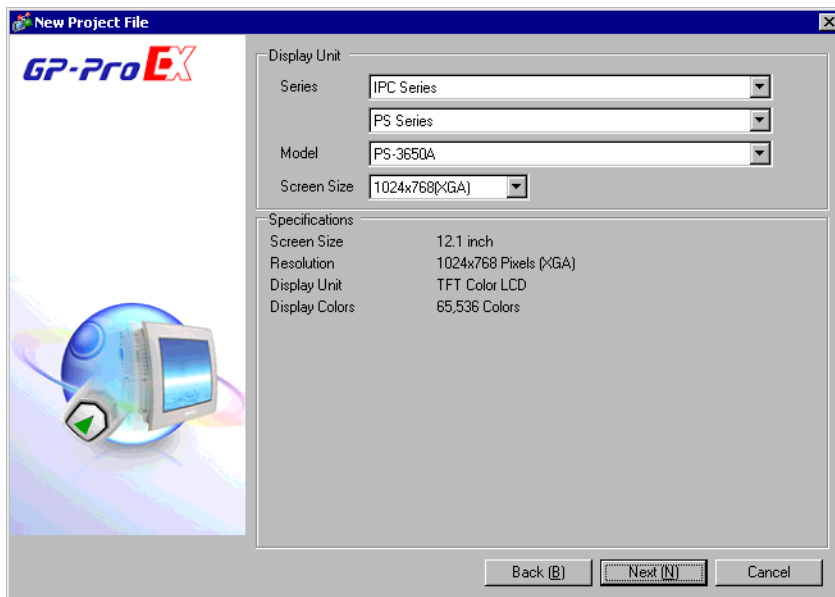 New Project File
GP-Pro EX
Display Unit
Series IPC Series
PS Series
Model PS-3650A
Screen Size 1024x768(XGA)
Specifications
Screen Size 12.1 inch
Resolution 1024x768 Pixels (XGA)
Display Unit TFT Color LCD
Display Colors 65,536 Colors
Back (B) Next (N) Cancel